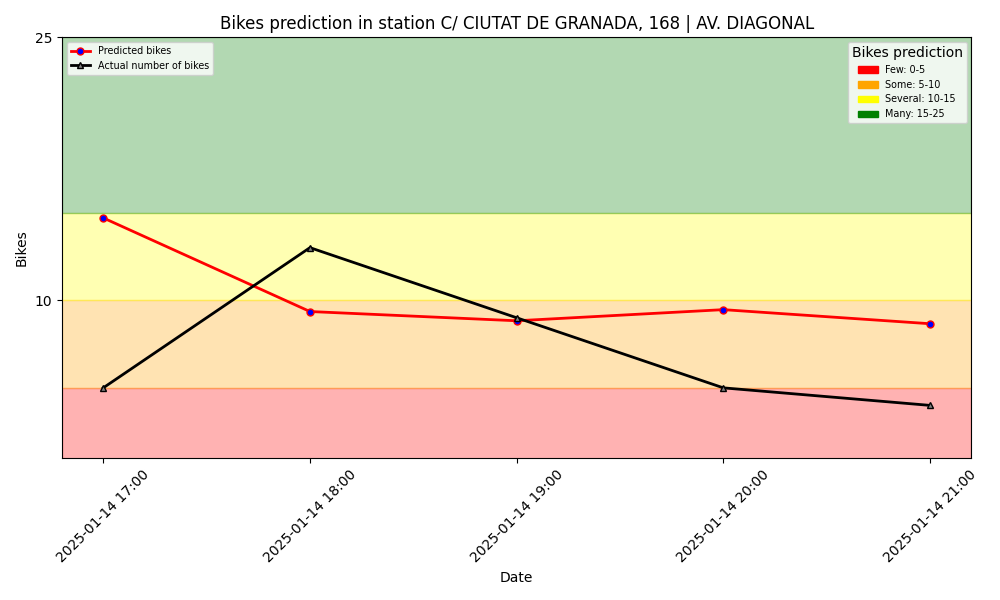 Bikes prediction in station C/ CIUTAT DE GRANADA, 168 | AV. DIAGONAL
25
Predicted bikes
Actual number of bikes
Bikes prediction
Few: 0-5
Some: 5-10
Several: 10-15
Many: 15-25
Bikes
10
2025-01-14 17:00
2025-01-14 18:00
2025-01-14 19:00
2025-01-14 20:00
2025-01-14 21:00
Date